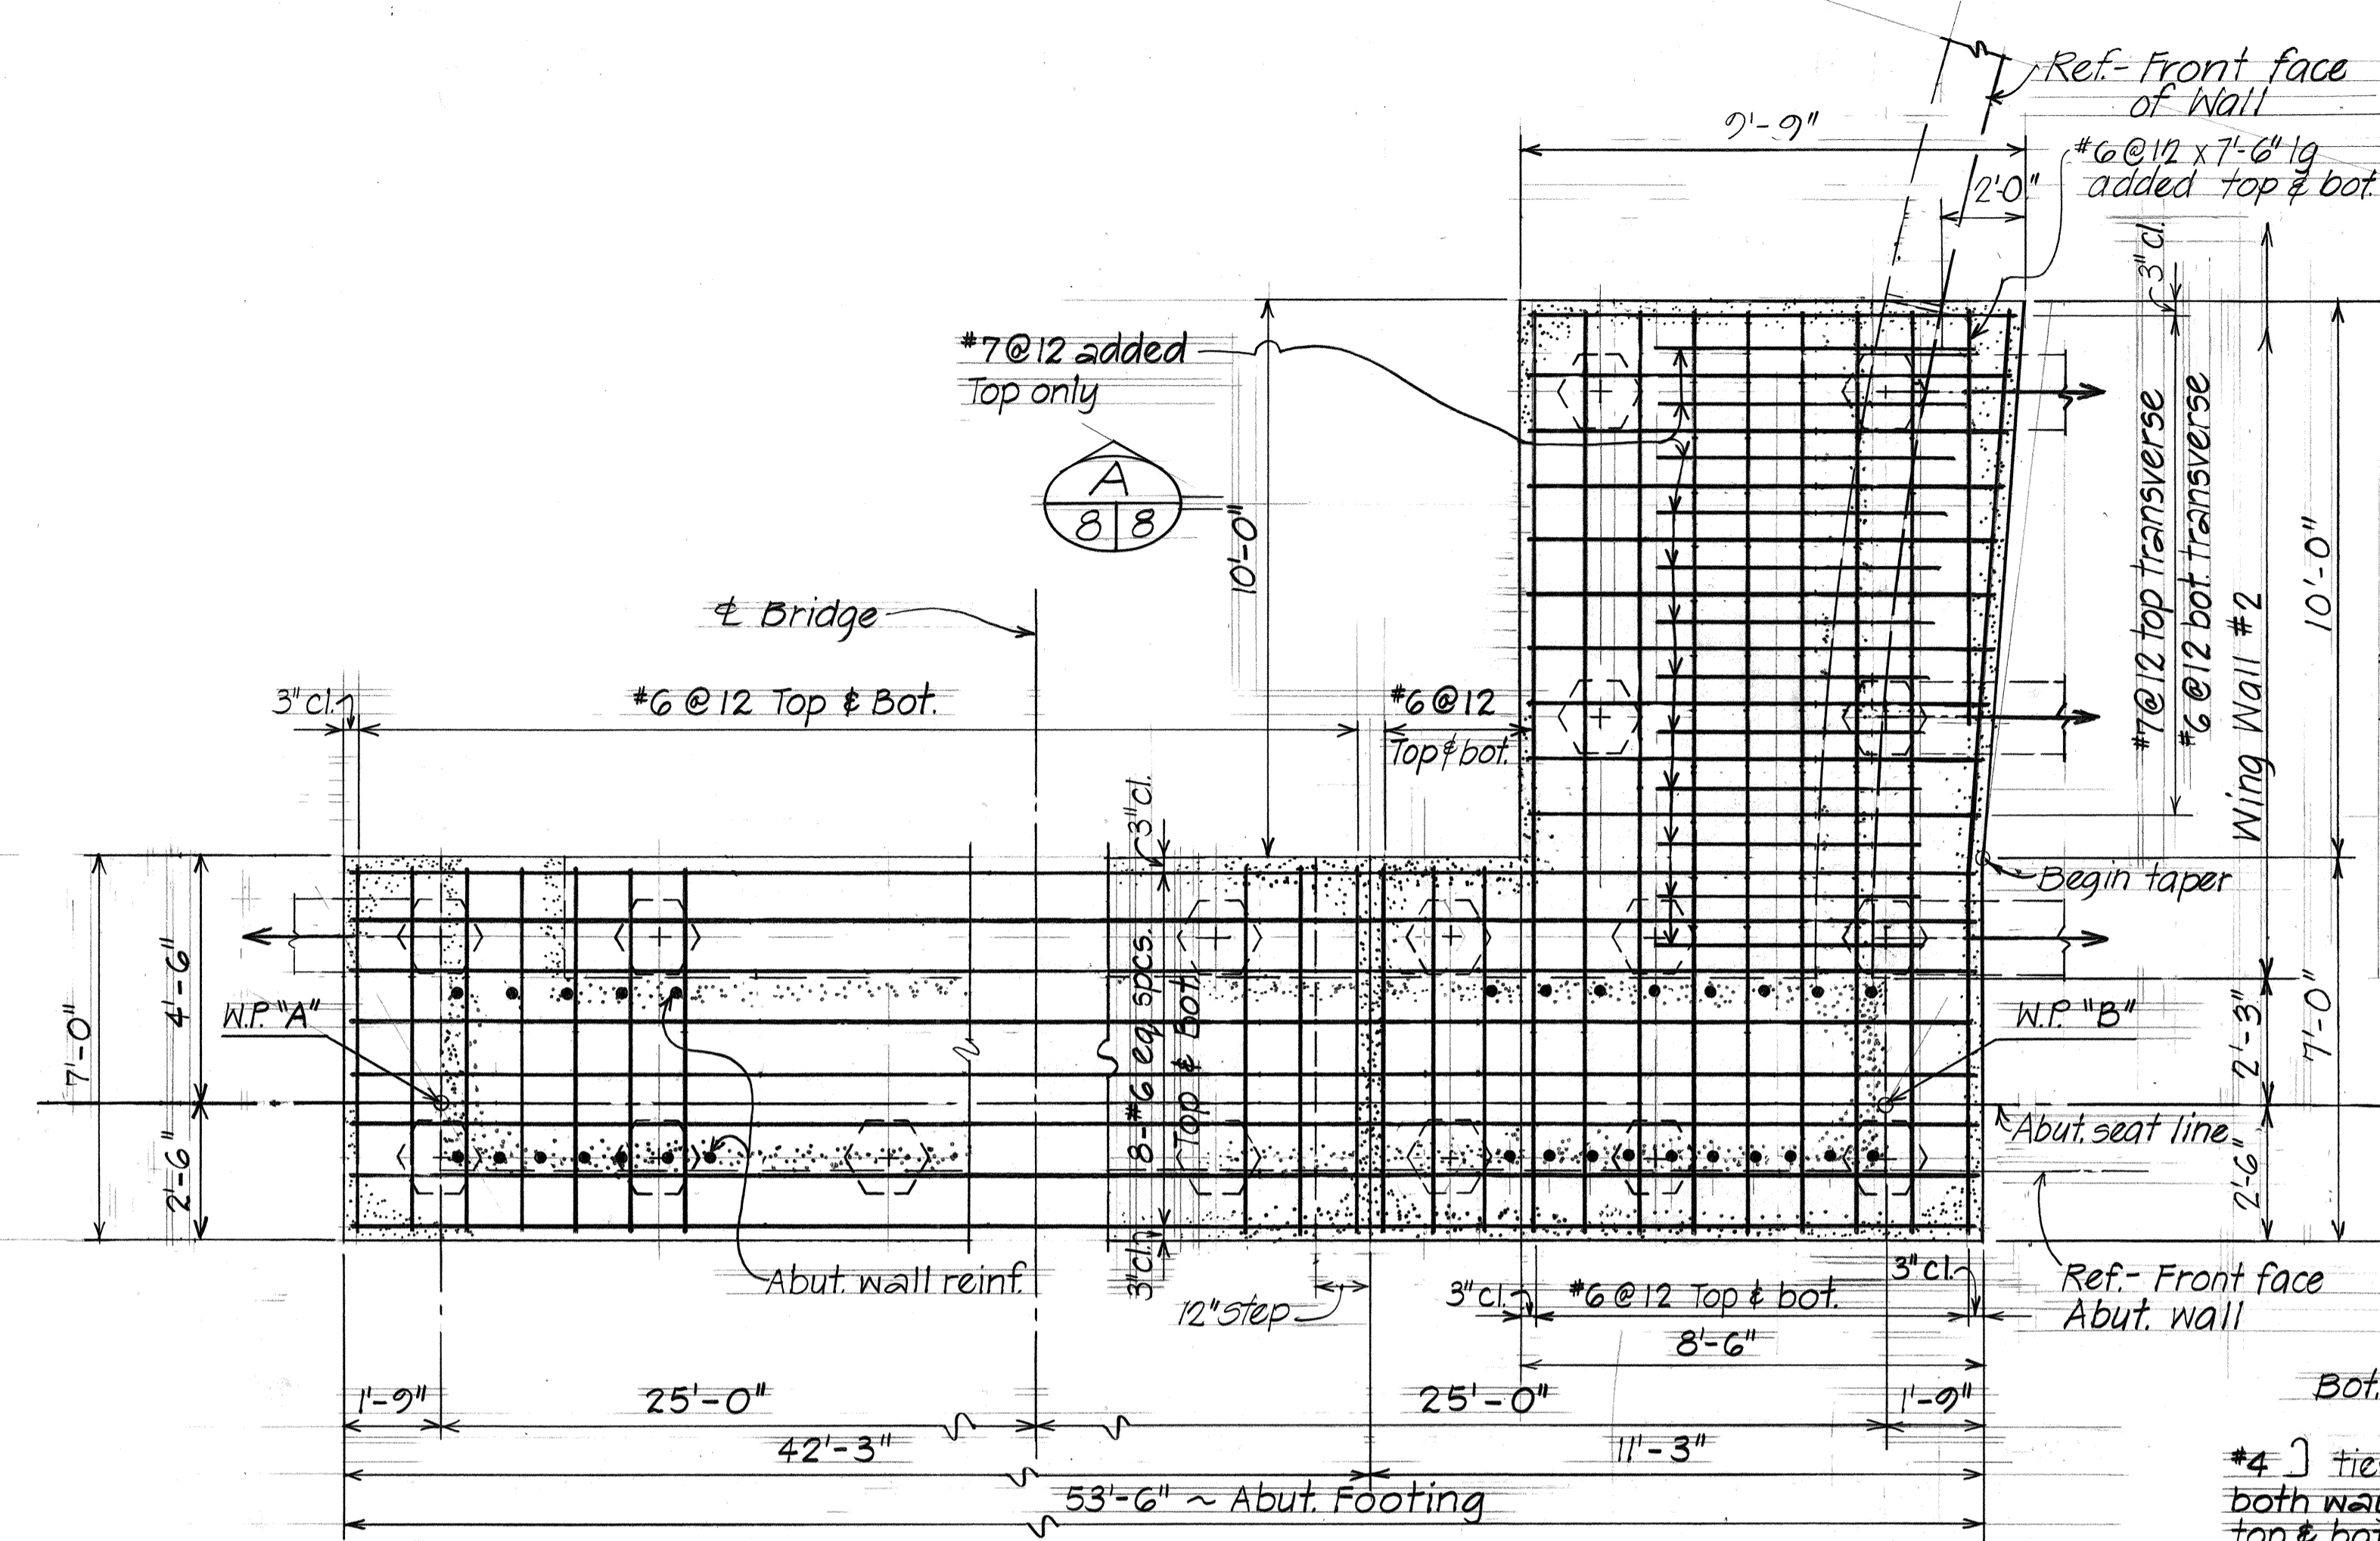 Ref.- Front face
of Wall
9'-9"
#6 @ 12 x 7'-6" lg
added top & bot.
2'-0"
3" cl.
#7 @ 12 added
Top only
A
8 8
10'-0"
#7 @ 12 top transverse
#6 @ 12 bot. transverse
Wing Wall #2
10'-0"
℄ Bridge
3" cl.
#6 @ 12 Top & Bot.
#6 @ 12
Top & bot.
3" cl.
Begin taper
7'-0"
4'-6"
2'-6"
W.P. "A"
8-#6 eq. spcs.
Top & Bot.
3" cl.
W.P. "B"
2'-3"
7'-0"
Abut. seat line
2'-6"
Abut. wall reinf.
12" step
3" cl.
#6 @ 12 Top & bot.
3" cl.
Ref.- Front face
Abut. wall
8'-6"
1'-9"
25'-0"
25'-0"
1'-9"
Bot.
42'-3"
11'-3"
53'-6" ~ Abut. Footing
#4 ] tie
both wal
top & bot